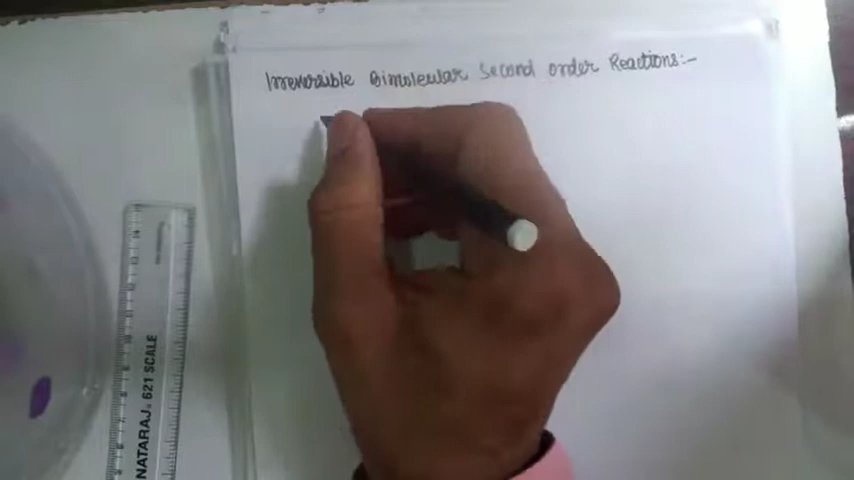 Irreversible Bimolecular Second order Reactions:-
NATARAJ 621 SCALE